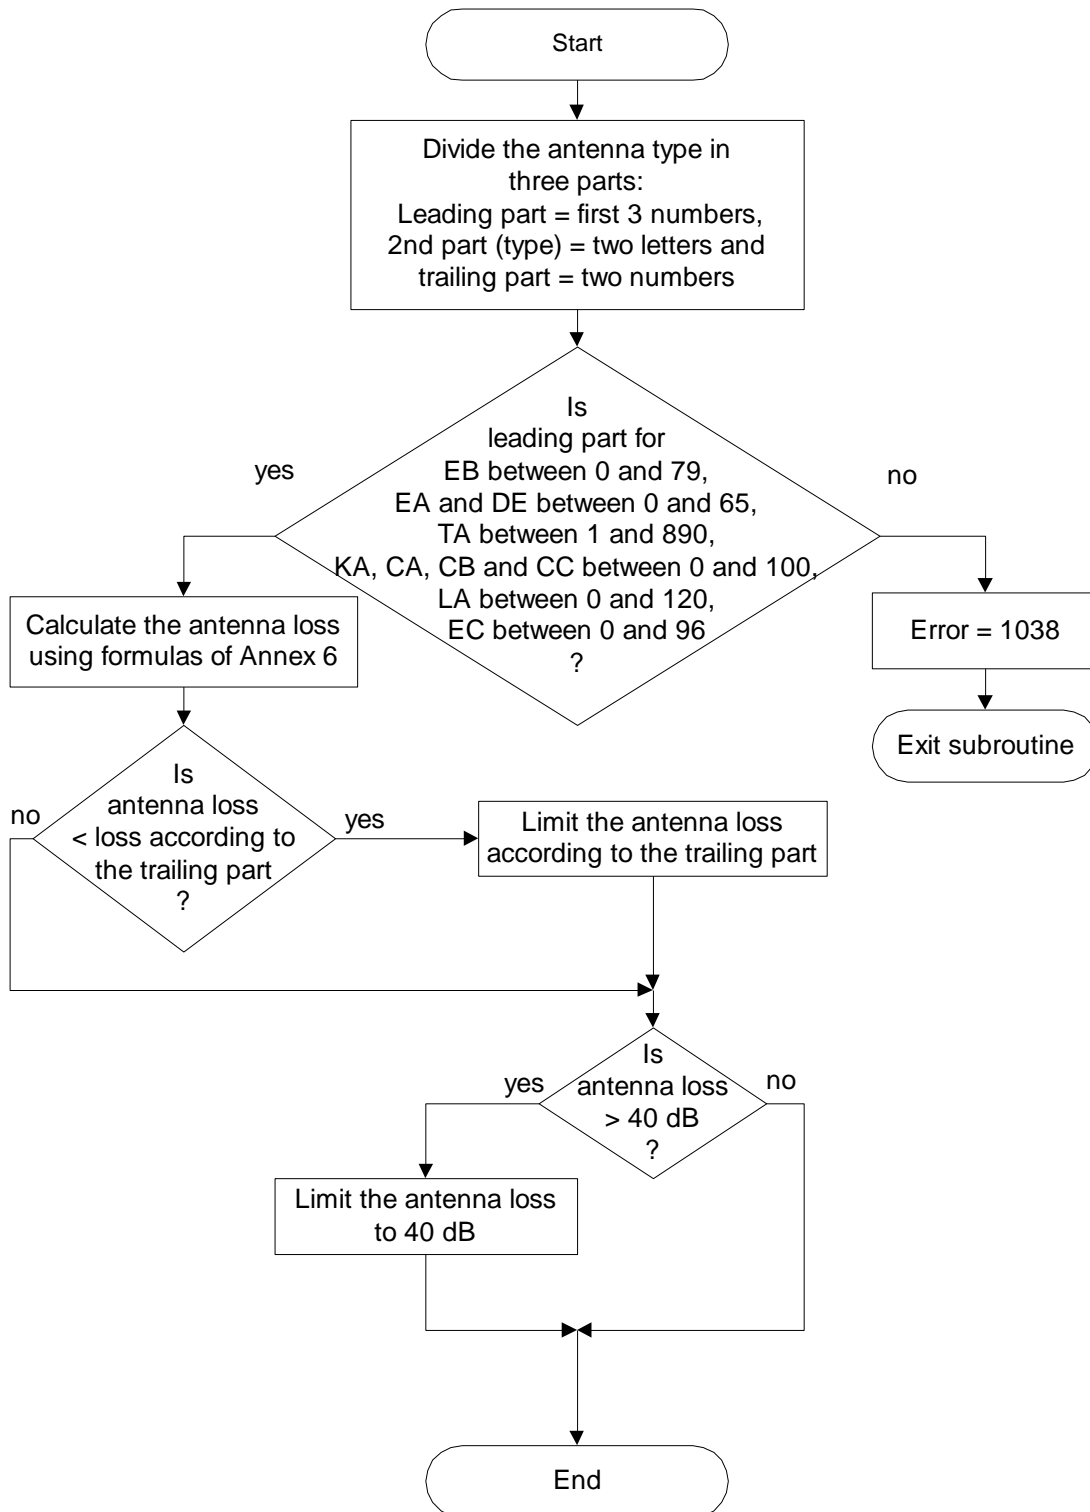 Start
Divide the antenna type in
three parts:
Leading part = first 3 numbers,
2nd part (type) = two letters and
trailing part = two numbers
Is
leading part for
EB between 0 and 79,
EA and DE between 0 and 65,
TA between 1 and 890,
KA, CA, CB and CC between 0 and 100,
LA between 0 and 120,
EC between 0 and 96
?
yes
no
Calculate the antenna loss
using formulas of Annex 6
Error = 1038
Exit subroutine
Is
antenna loss
< loss according to
the trailing part
?
no
yes
Limit the antenna loss
according to the trailing part
Is
antenna loss
> 40 dB
?
yes
no
Limit the antenna loss
to 40 dB
End